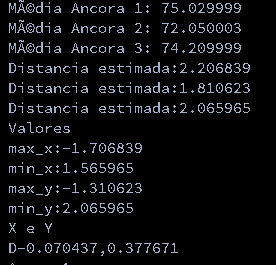 MÃ©dia Ancora 1: 75.029999
MÃ©dia Ancora 2: 72.050003
MÃ©dia Ancora 3: 74.209999
Distancia estimada:2.206839
Distancia estimada:1.810623
Distancia estimada:2.065965
Valores
max_x:-1.706839
min_x:1.565965
max_y:-1.310623
min_y:2.065965
X e Y
D-0.070437,0.377671